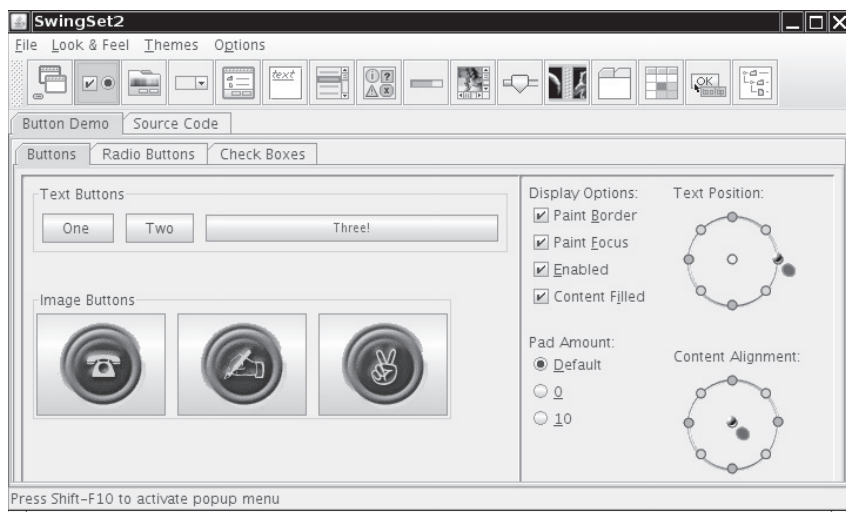 SwingSet2
File Look & Feel Themes Options
text
OK
ToolTip
Button Demo Source Code
Buttons Radio Buttons Check Boxes
Text Buttons
One Two Three!
Image Buttons
Display Options:
Paint Border
Paint Focus
Enabled
Content Filled
Text Position:
Pad Amount:
Default
0
10
Content Alignment:
Press Shift-F10 to activate popup menu